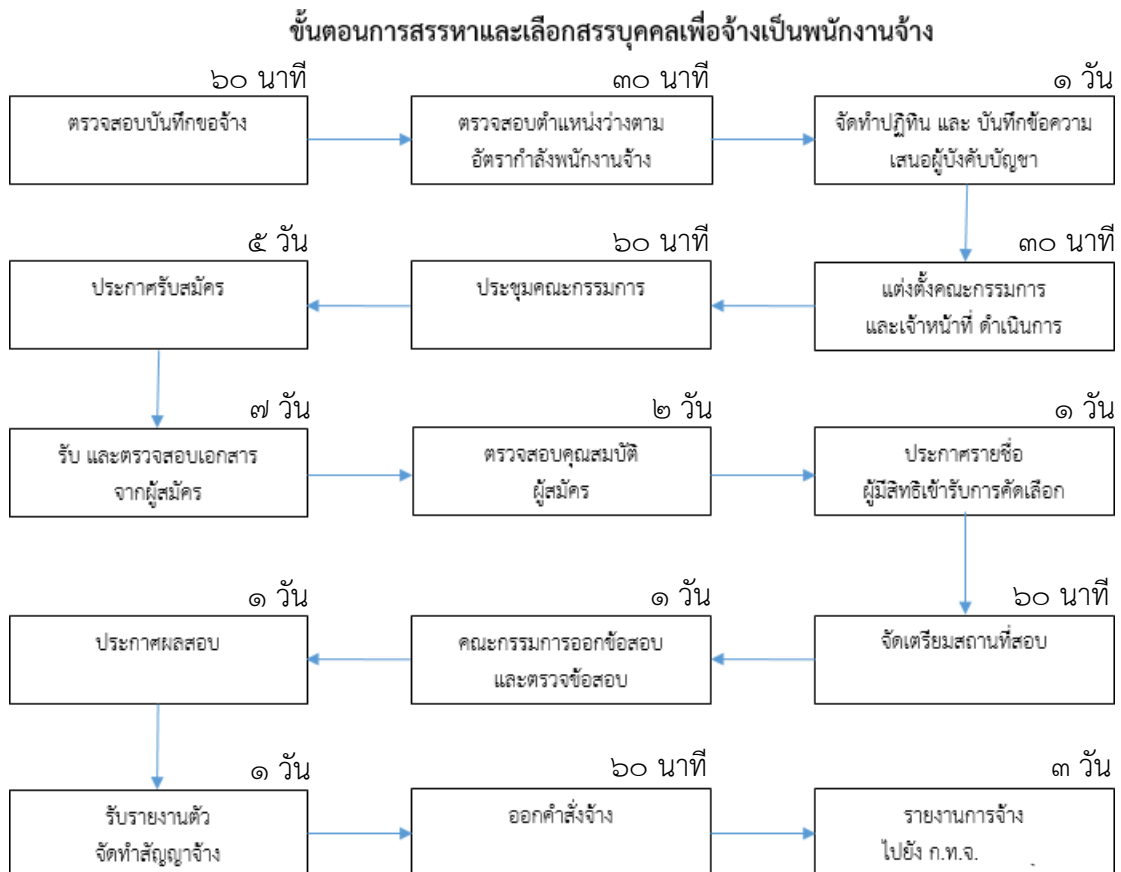 ขั้นตอนการสรรหาและเลือกสรรบุคคลเพื่อจ้างเป็นพนักงานจ้าง
๖๐ นาที
ตรวจสอบบันทึกขอจ้าง
๓๐ นาที
ตรวจสอบตำแหน่งว่างตาม
อัตรากำลังพนักงานจ้าง
๑ วัน
จัดทำปฏิทิน และ บันทึกข้อความ
เสนอผู้บังคับบัญชา
๓๐ นาที
แต่งตั้งคณะกรรมการ
และเจ้าหน้าที่ ดำเนินการ
๖๐ นาที
ประชุมคณะกรรมการ
๕ วัน
ประกาศรับสมัคร
๗ วัน
รับ และตรวจสอบเอกสาร
จากผู้สมัคร
๒ วัน
ตรวจสอบคุณสมบัติ
ผู้สมัคร
๑ วัน
ประกาศรายชื่อ
ผู้มีสิทธิเข้ารับการคัดเลือก
๖๐ นาที
จัดเตรียมสถานที่สอบ
๑ วัน
คณะกรรมการออกข้อสอบ
และตรวจข้อสอบ
๑ วัน
ประกาศผลสอบ
๑ วัน
รับรายงานตัว
จัดทำสัญญาจ้าง
๖๐ นาที
ออกคำสั่งจ้าง
๓ วัน
รายงานการจ้าง
ไปยัง ก.ท.จ.